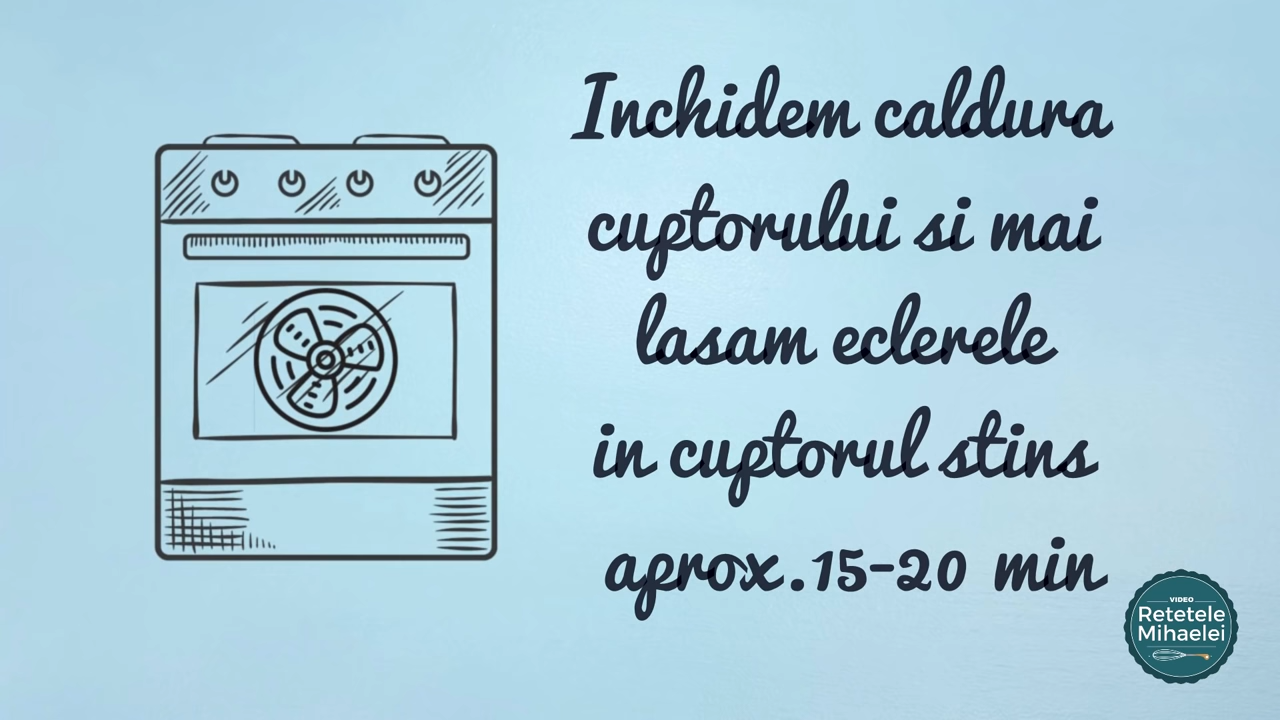 Inchidem caldura
cuptorului si mai
lasam eclerele
in cuptorul stins
aprox.15-20 min
VIDEO
Retetele
Mihaelei